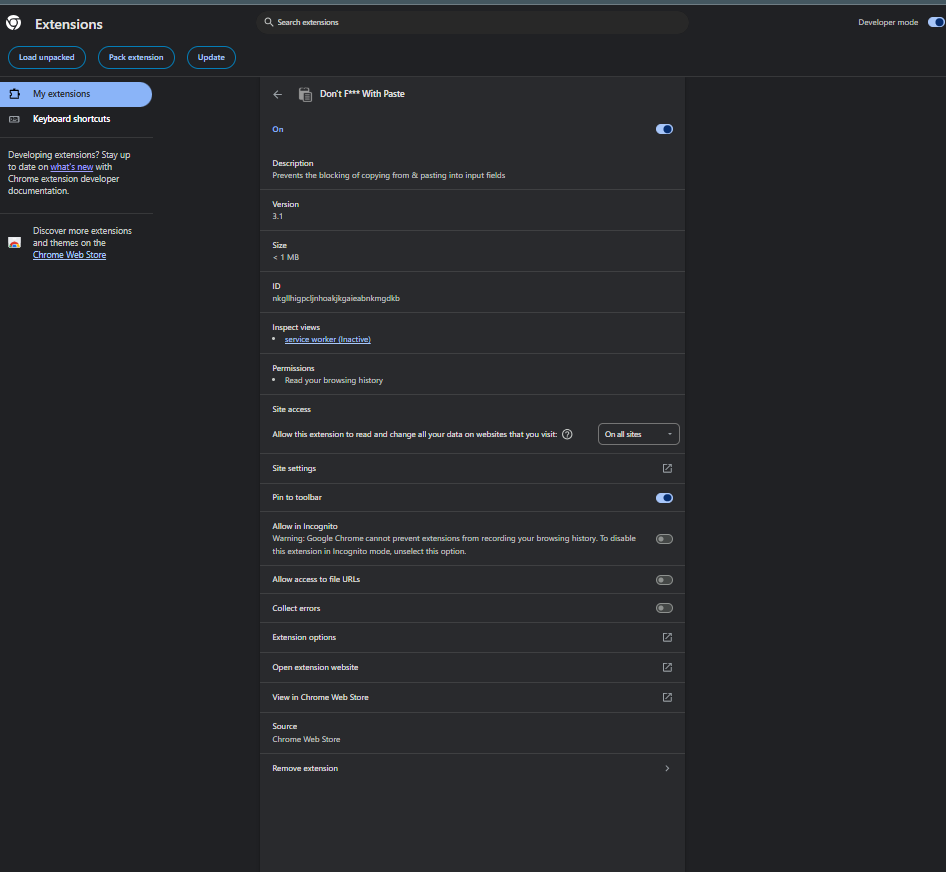 Extensions
Search extensions
Developer mode
Load unpacked
Pack extension
Update
My extensions
Keyboard shortcuts
Developing extensions? Stay up
to date on what's new with
Chrome extension developer
documentation.
Discover more extensions
and themes on the
Chrome Web Store
Don't F*** With Paste
On
Description
Prevents the blocking of copying from & pasting into input fields
Version
3.1
Size
< 1 MB
ID
nkgllhigpcljnhoakjkgaieabnkmgdkb
Inspect views
• service worker (Inactive)
Permissions
• Read your browsing history
Site access
Allow this extension to read and change all your data on websites that you visit:
On all sites
Site settings
Pin to toolbar
Allow in Incognito
Warning: Google Chrome cannot prevent extensions from recording your browsing history. To disable
this extension in Incognito mode, unselect this option.
Allow access to file URLs
Collect errors
Extension options
Open extension website
View in Chrome Web Store
Source
Chrome Web Store
Remove extension